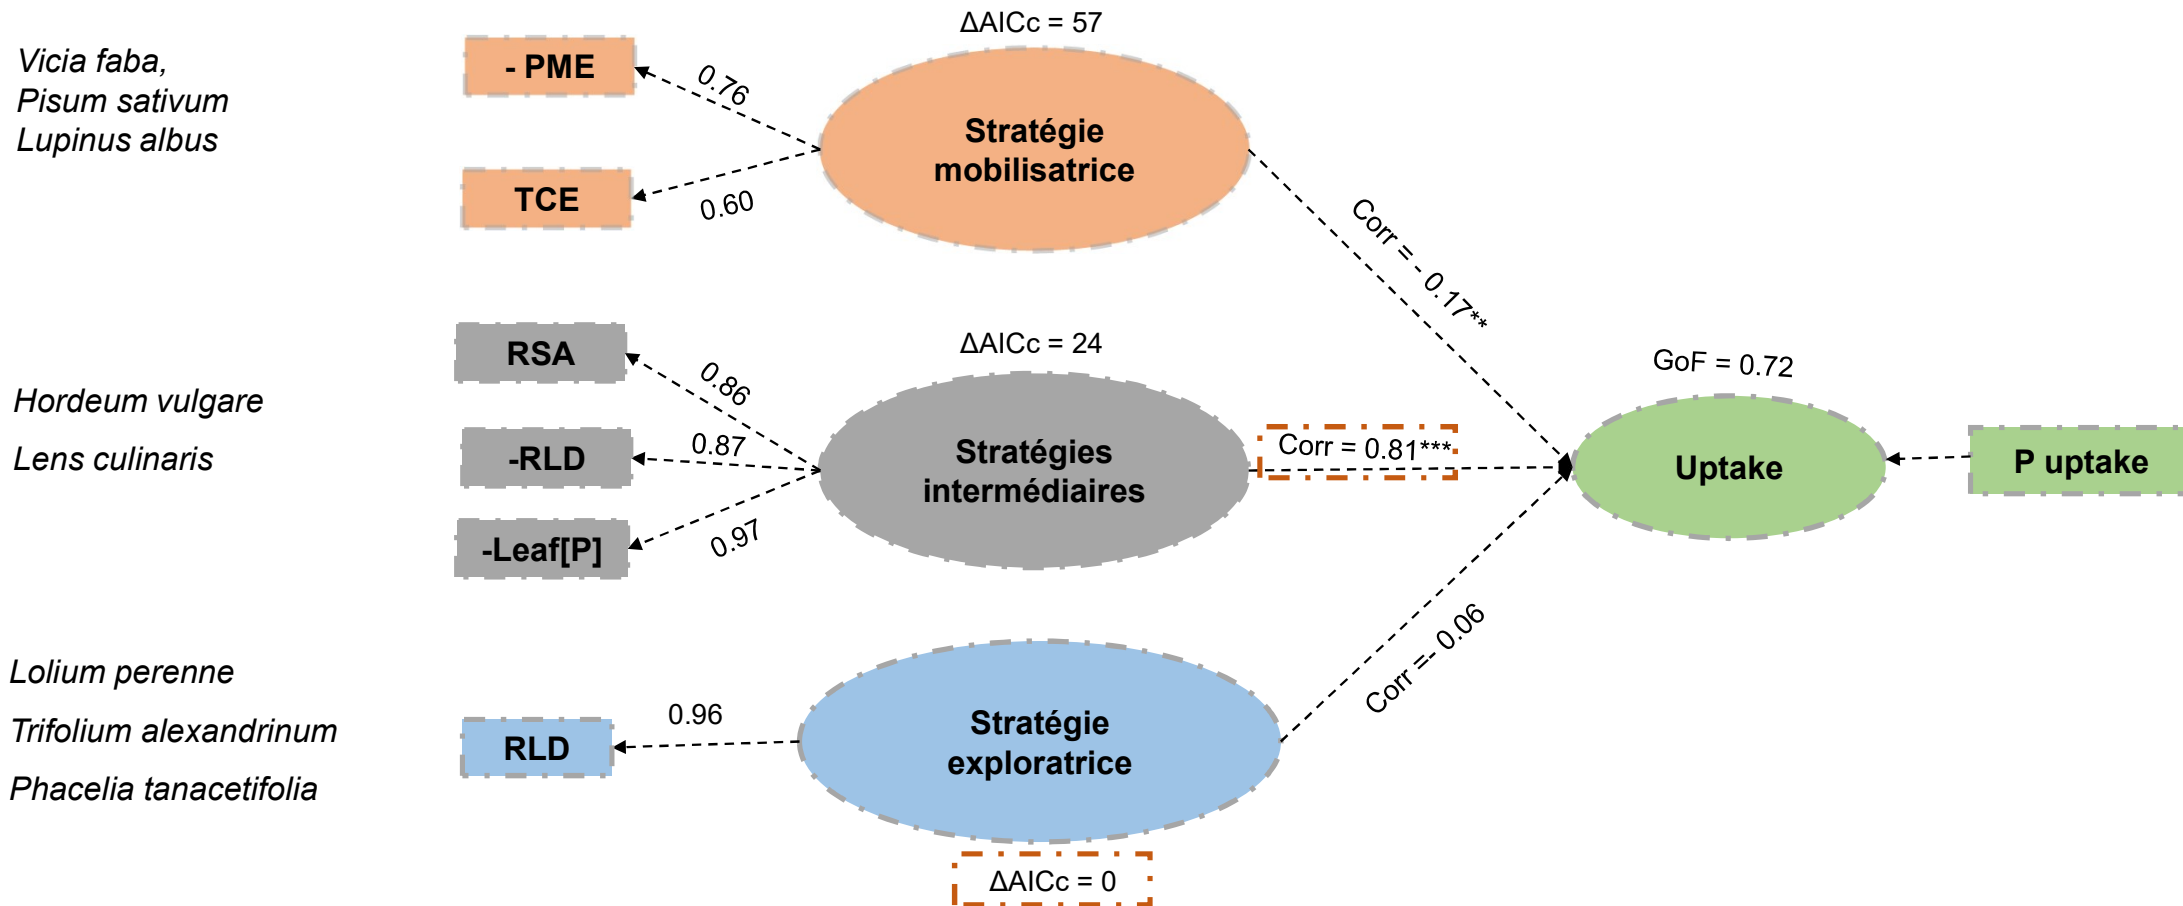 Vicia faba,
Pisum sativum
Lupinus albus
- PME
TCE
0.76
0.60
ΔAICc = 57
Stratégie
mobilisatrice
Corr = - 0.17**
Hordeum vulgare
Lens culinaris
RSA
-RLD
-Leaf[P]
0.86
0.87
0.97
ΔAICc = 24
Stratégies
intermédiaires
Corr = 0.81***
GoF = 0.72
Uptake
P uptake
Lolium perenne
Trifolium alexandrinum
Phacelia tanacetifolia
RLD
0.96
Stratégie
exploratrice
ΔAICc = 0
Corr = - 0.06